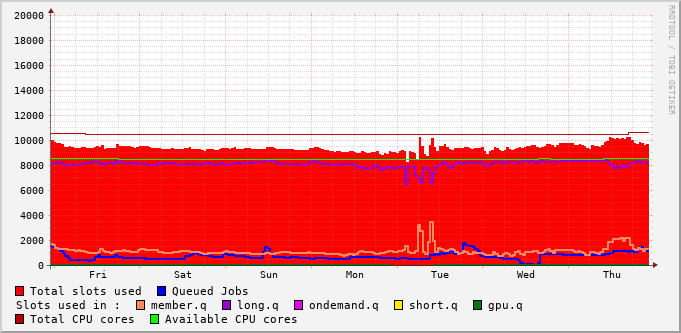 20000
18000
16000
14000
12000
10000
8000
6000
4000
2000
0
Fri Sat Sun Mon Tue Wed Thu
RRDTOOL / TOBI OETIKER
Total slots used Queued Jobs
Slots used in : member.q long.q ondemand.q short.q gpu.q
Total CPU cores Available CPU cores